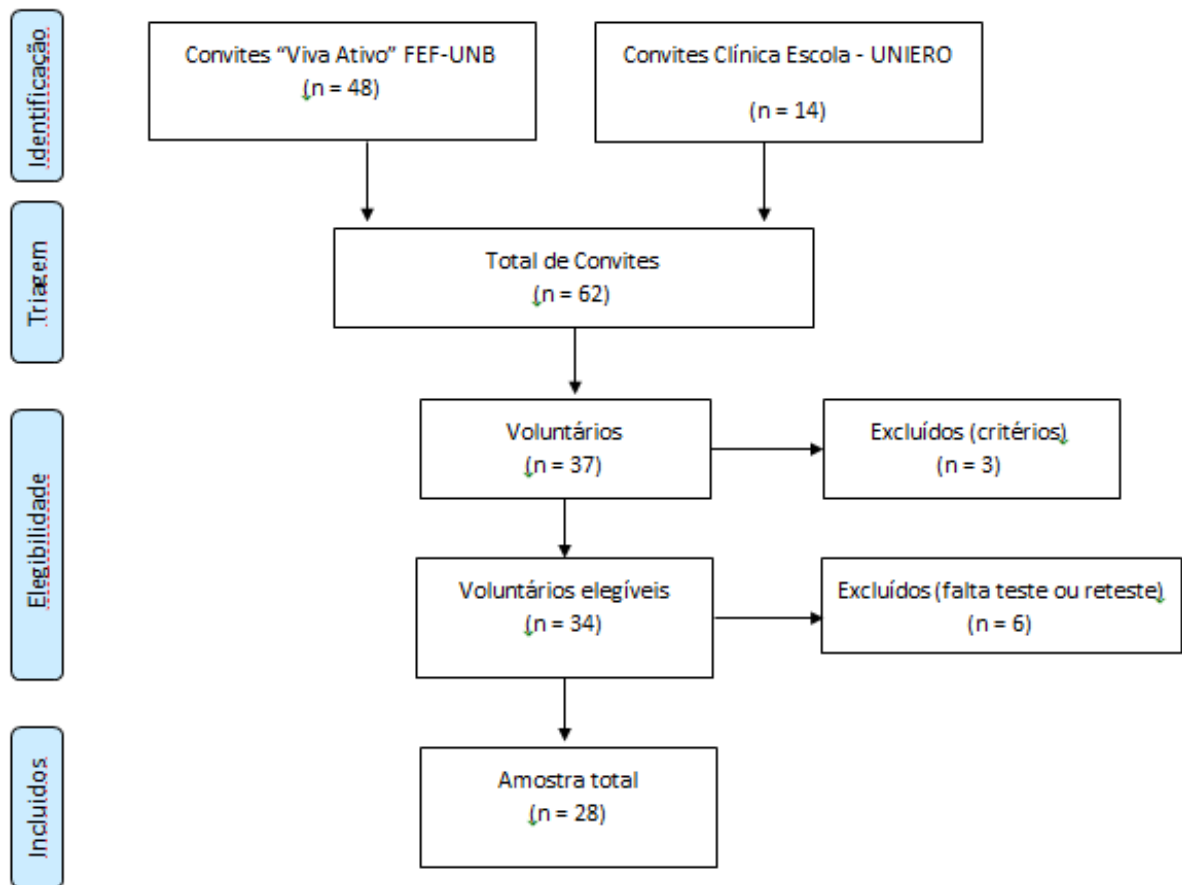 Identificação
Convites “Viva Ativo” FEF-UNB
(n = 48)
Convites Clínica Escola - UNIERO
(n = 14)
Triagem
Total de Convites
(n = 62)
Elegibilidade
Voluntários
(n = 37)
Excluídos (critérios)
(n = 3)
Voluntários elegíveis
(n = 34)
Excluídos (falta teste ou reteste)
(n = 6)
Incluidos
Amostra total
(n = 28)